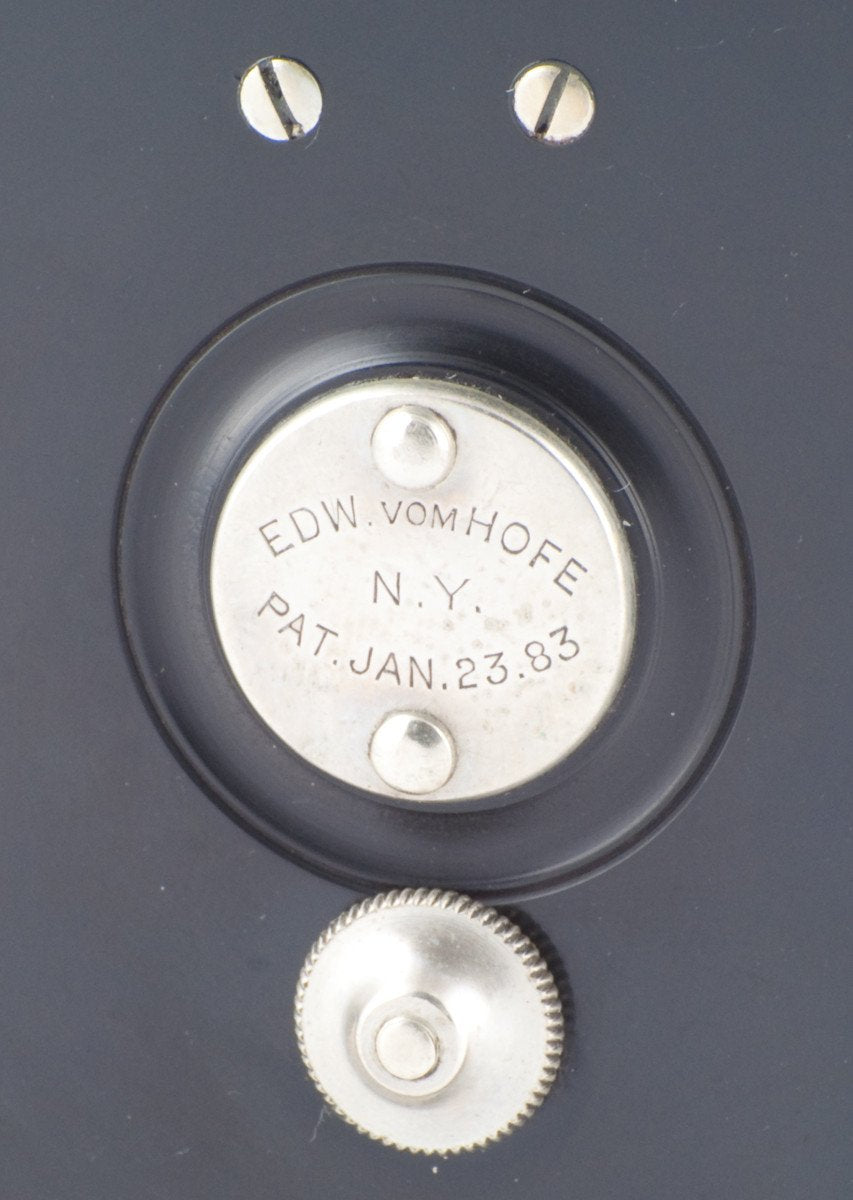 EDW. VOM HOFE
N.Y.
PAT. JAN. 23. 83